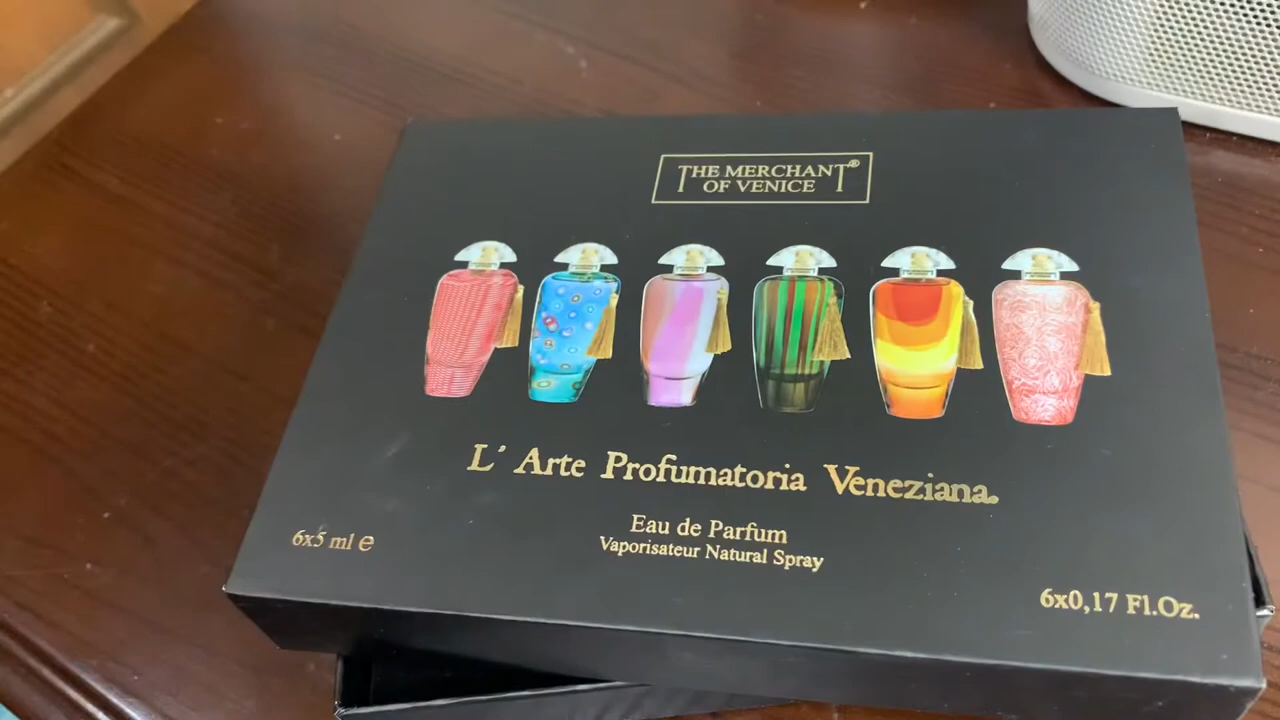 THE MERCHANT®
OF VENICE
L' Arte Profumatoria Veneziana.
Eau de Parfum
Vaporisateur Natural Spray
6x5 ml ℮
6x0,17 Fl.Oz.